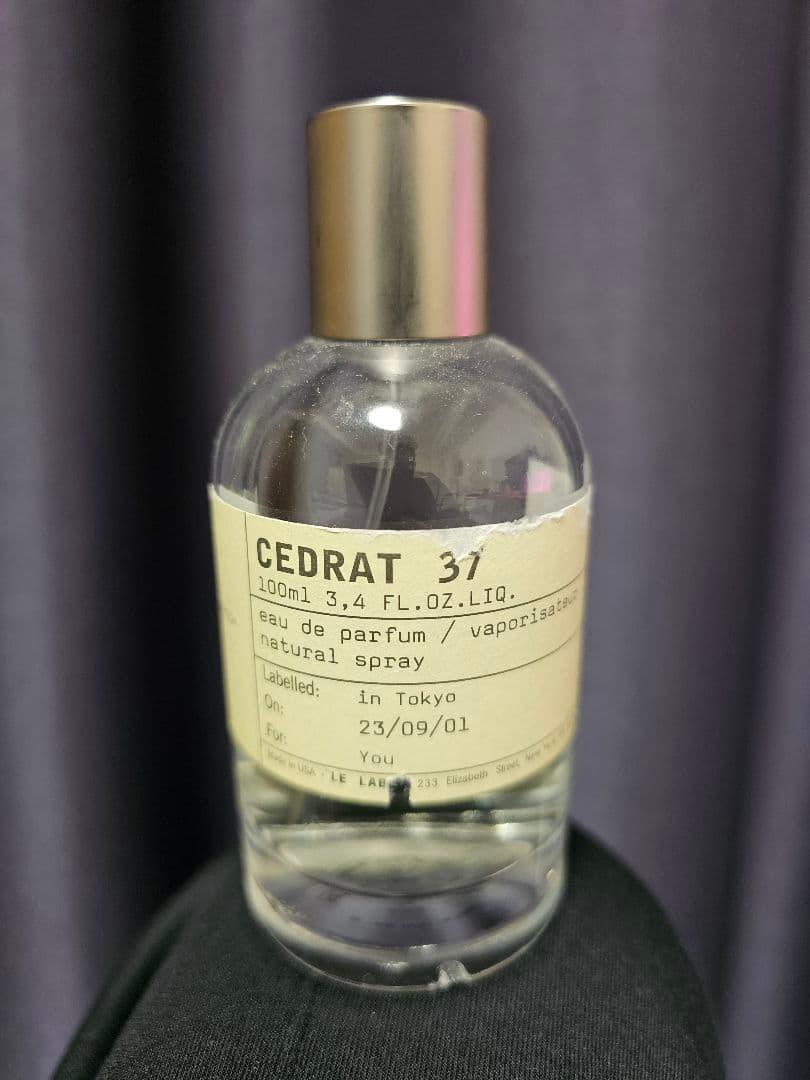 CEDRAT 37
100ml 3,4 FL.OZ.LIQ.
eau de parfum / vaporisateur
natural spray
Labelled: in Tokyo
On: 23/09/01
For: You
Made in USA - LE LABO 233 Elizabeth Street, New York